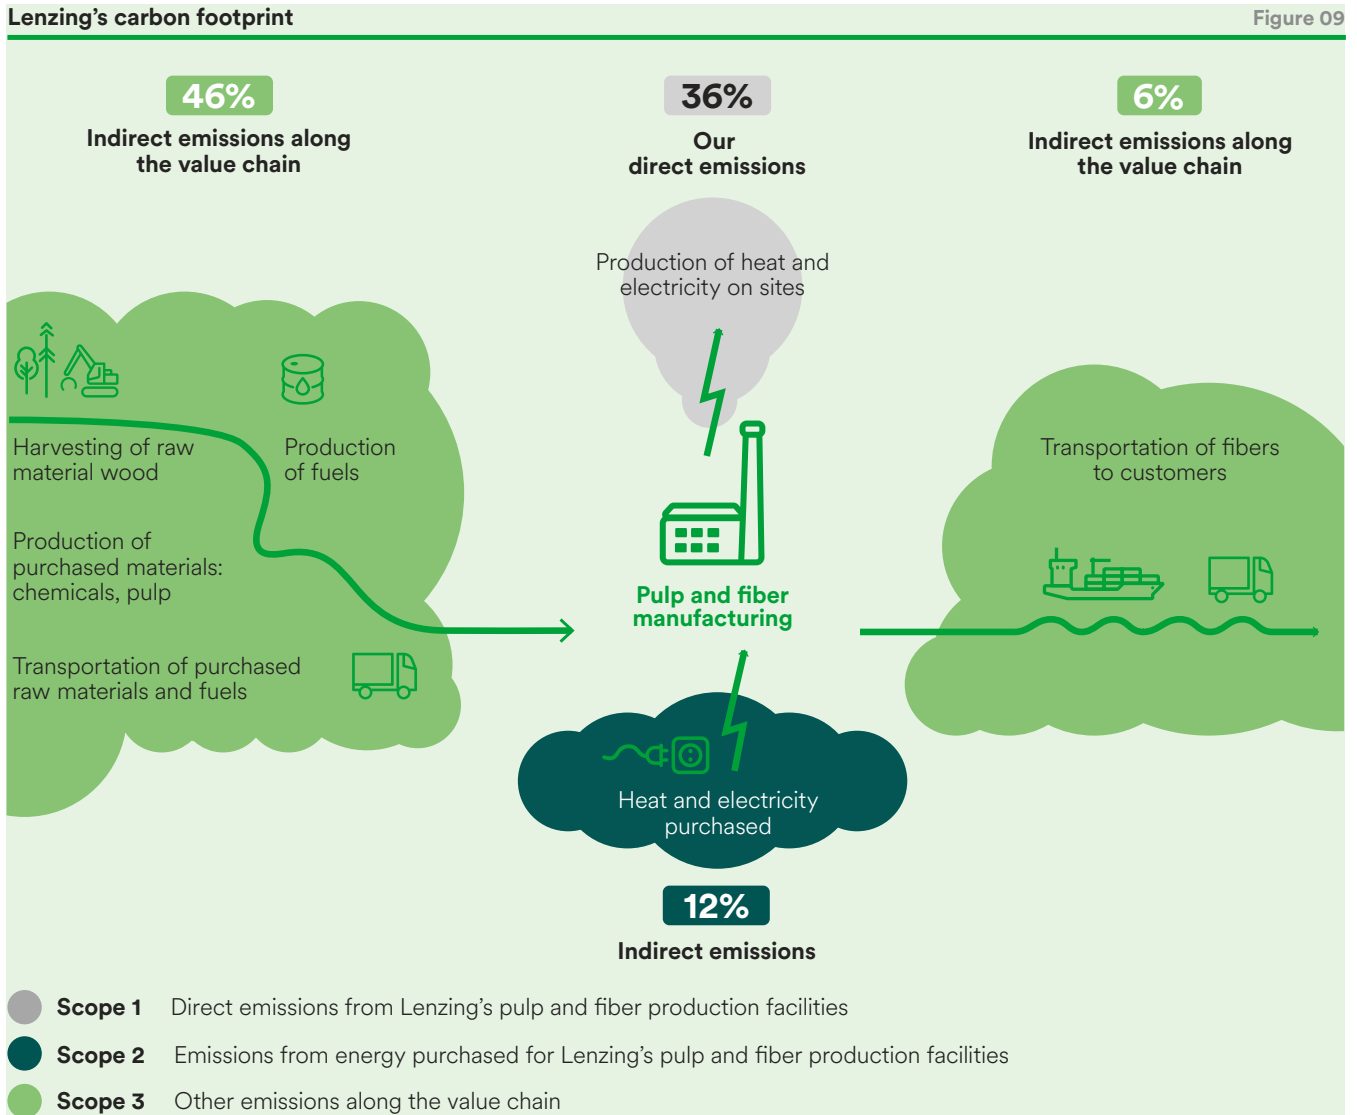 Lenzing’s carbon footprint
Figure 09
46%
Indirect emissions along
the value chain
36%
Our
direct emissions
6%
Indirect emissions along
the value chain
Production of heat and
electricity on sites
Harvesting of raw
material wood
Production
of fuels
Production of
purchased materials:
chemicals, pulp
Transportation of purchased
raw materials and fuels
Pulp and fiber
manufacturing
Transportation of fibers
to customers
Heat and electricity
purchased
12%
Indirect emissions
Scope 1 Direct emissions from Lenzing’s pulp and fiber production facilities
Scope 2 Emissions from energy purchased for Lenzing’s pulp and fiber production facilities
Scope 3 Other emissions along the value chain